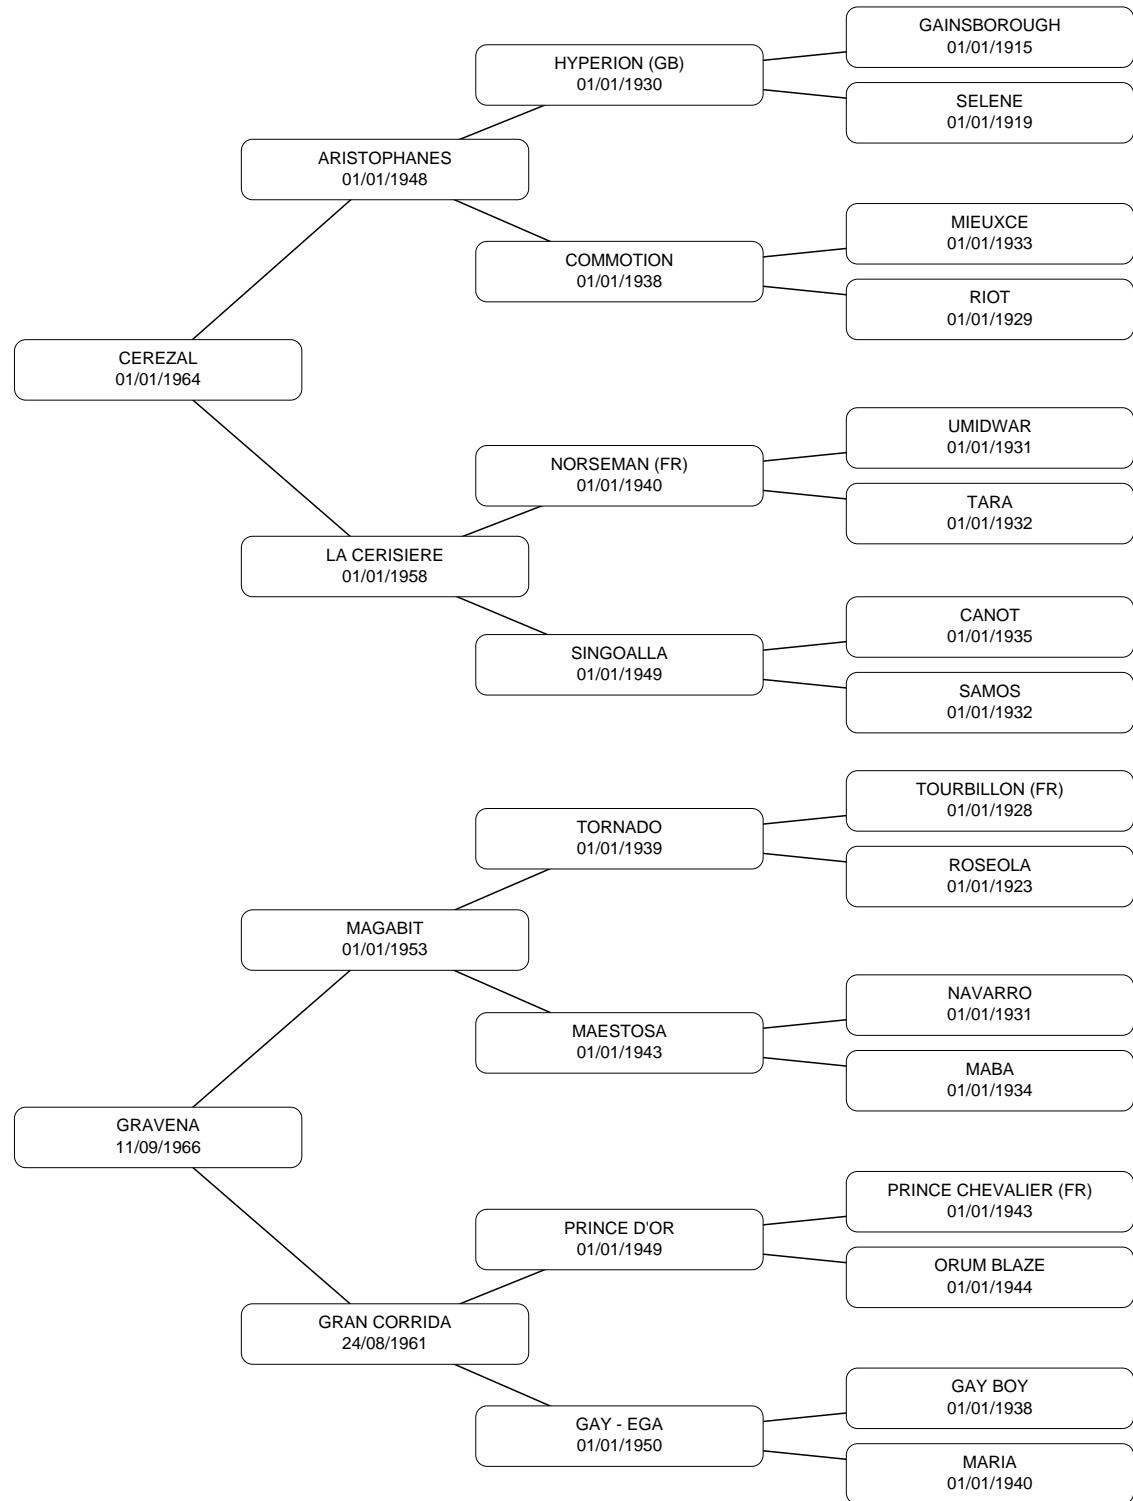 GAINSBOROUGH
01/01/1915
HYPERION (GB)
01/01/1930
SELENE
01/01/1919
ARISTOPHANES
01/01/1948
MIEUXCE
01/01/1933
COMMOTION
01/01/1938
RIOT
01/01/1929
CEREZAL
01/01/1964
UMIDWAR
01/01/1931
NORSEMAN (FR)
01/01/1940
TARA
01/01/1932
LA CERISIERE
01/01/1958
CANOT
01/01/1935
SINGOALLA
01/01/1949
SAMOS
01/01/1932
TOURBILLON (FR)
01/01/1928
TORNADO
01/01/1939
ROSEOLA
01/01/1923
MAGABIT
01/01/1953
NAVARRO
01/01/1931
MAESTOSA
01/01/1943
MABA
01/01/1934
GRAVENA
11/09/1966
PRINCE CHEVALIER (FR)
01/01/1943
PRINCE D'OR
01/01/1949
ORUM BLAZE
01/01/1944
GRAN CORRIDA
24/08/1961
GAY BOY
01/01/1938
GAY - EGA
01/01/1950
MARIA
01/01/1940